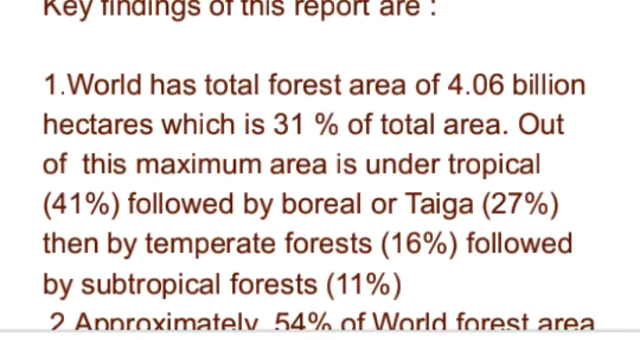 Key findings of this report are :
1.World has total forest area of 4.06 billion
hectares which is 31 % of total area. Out
of this maximum area is under tropical
(41%) followed by boreal or Taiga (27%)
then by temperate forests (16%) followed
by subtropical forests (11%)
2 Approximately 54% of World forest area